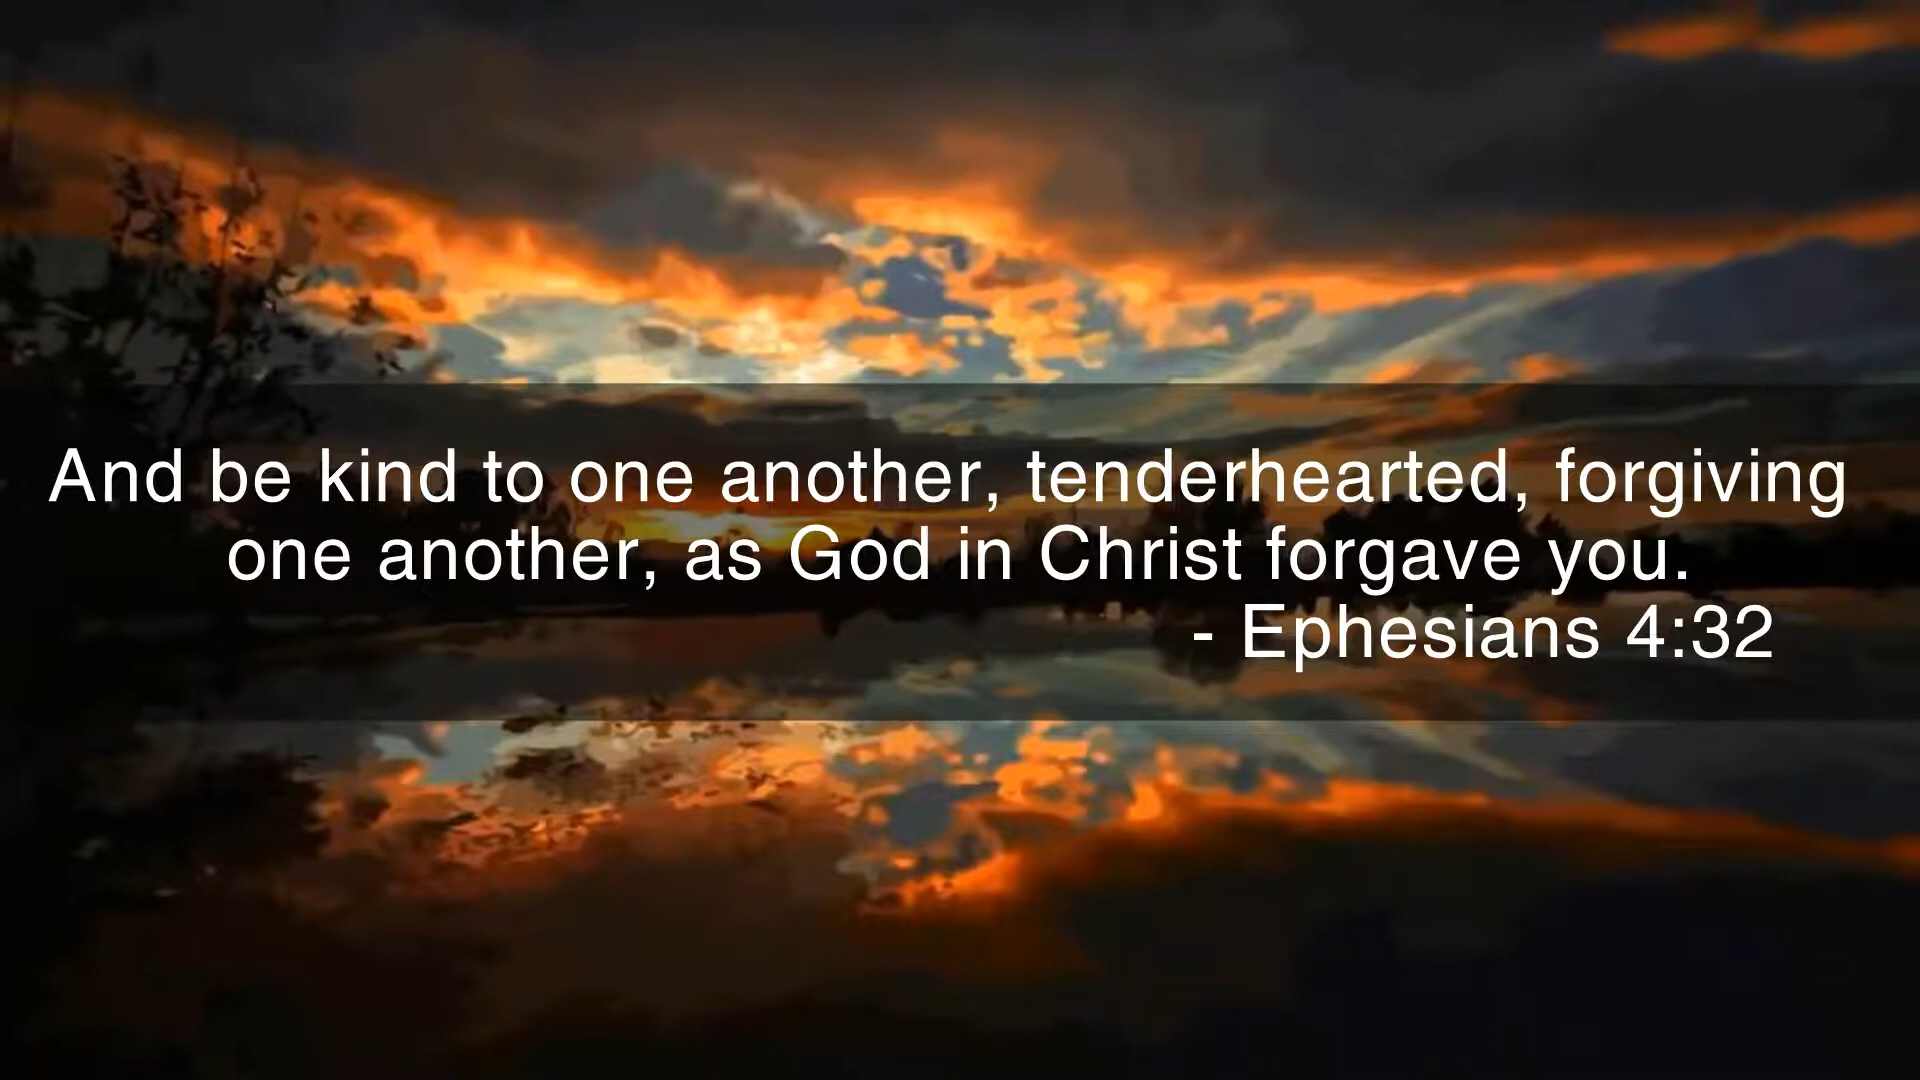 And be kind to one another, tenderhearted, forgiving
one another, as God in Christ forgave you.
- Ephesians 4:32